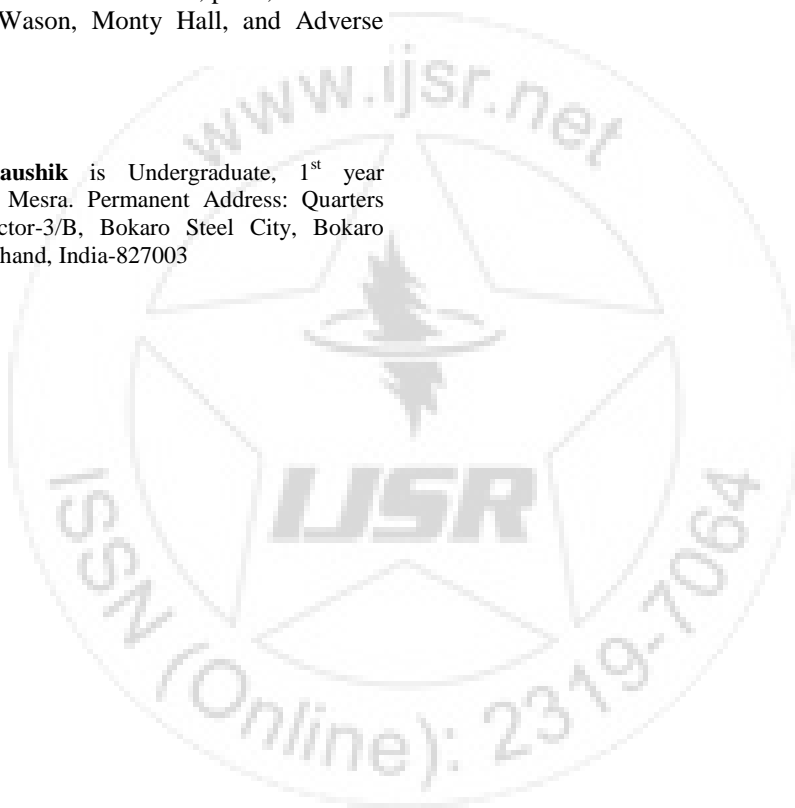 Wason, Monty Hall, and Adverse
www.ijsr.net
aushik is Undergraduate, 1st year
Mesra. Permanent Address: Quarters
ctor-3/B, Bokaro Steel City, Bokaro
hand, India-827003
IJSR
ISSN (Online): 2319-7064